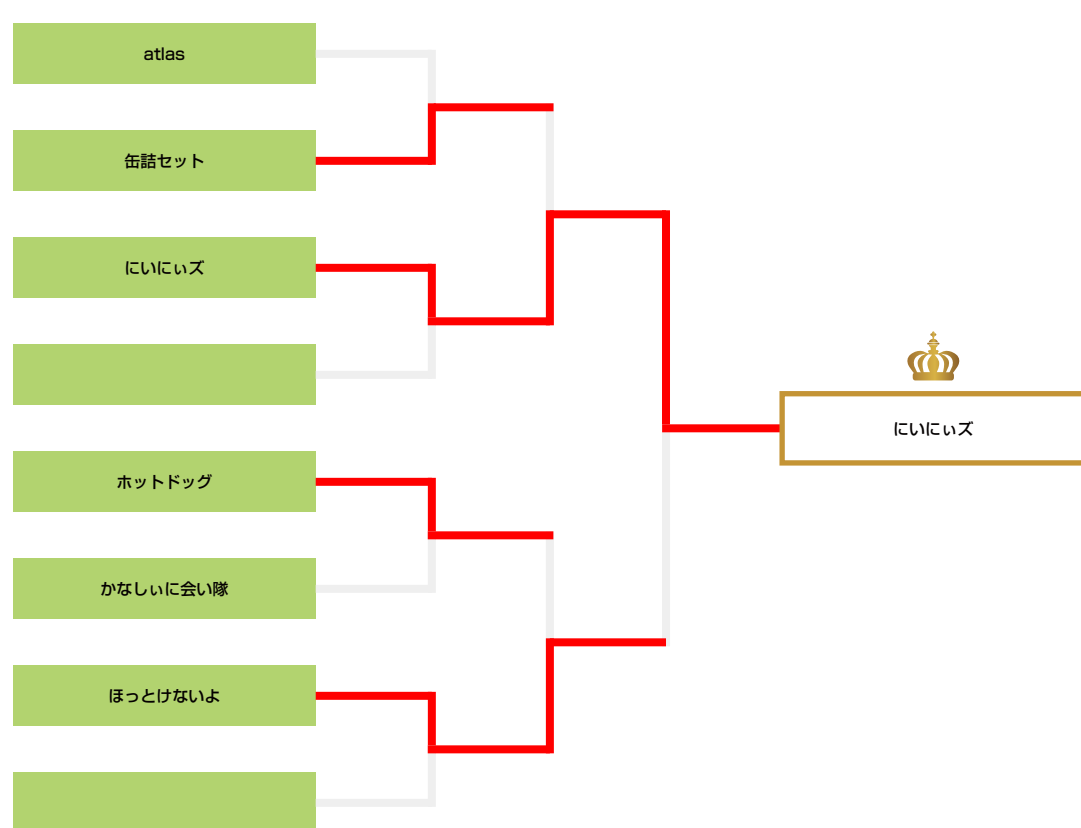 atlas
缶詰セット
にいにぃズ
ホットドッグ
かなしぃに会い隊
ほっとけないよ
にいにぃズ